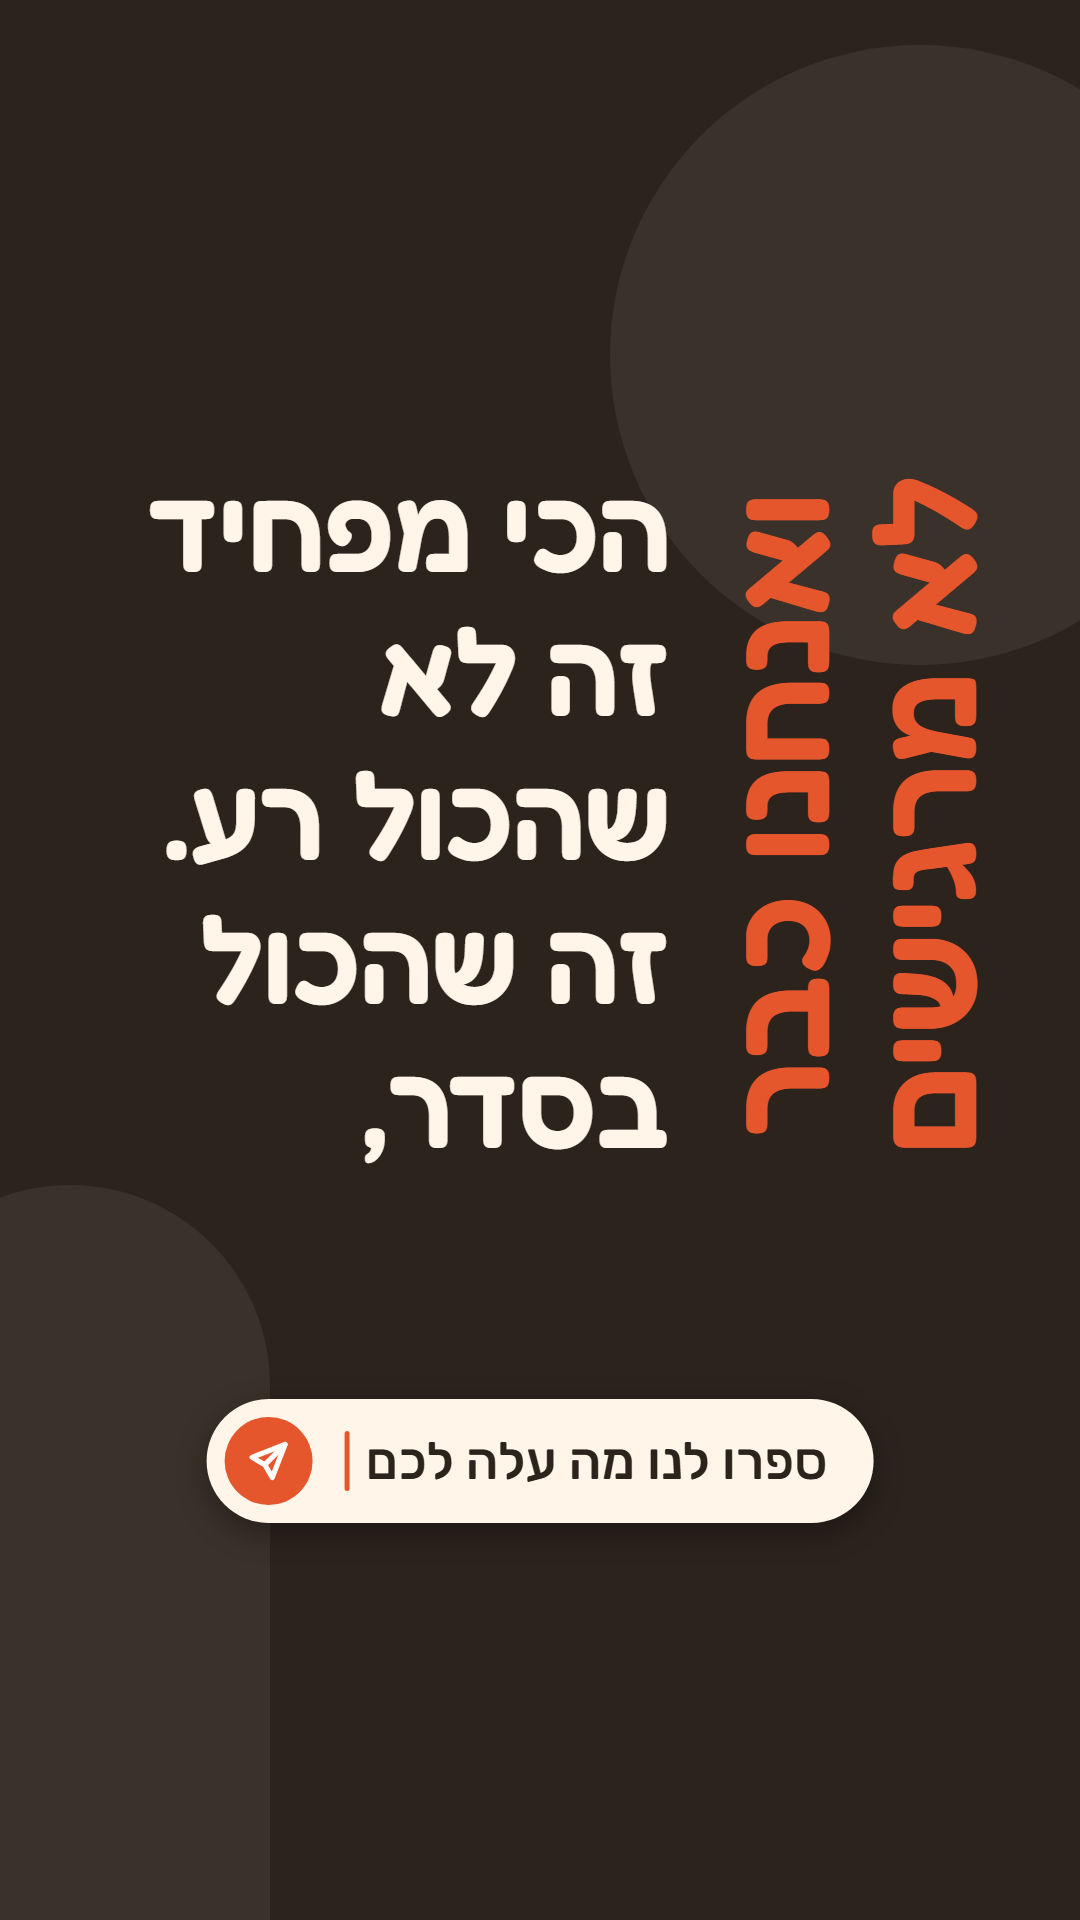 הכי מפחיד
זה לא
שהכול רע.
זה שהכול
בסדר,
ואנחנו כבר
לא מרגישים
ספרו לנו מה עלה לכם